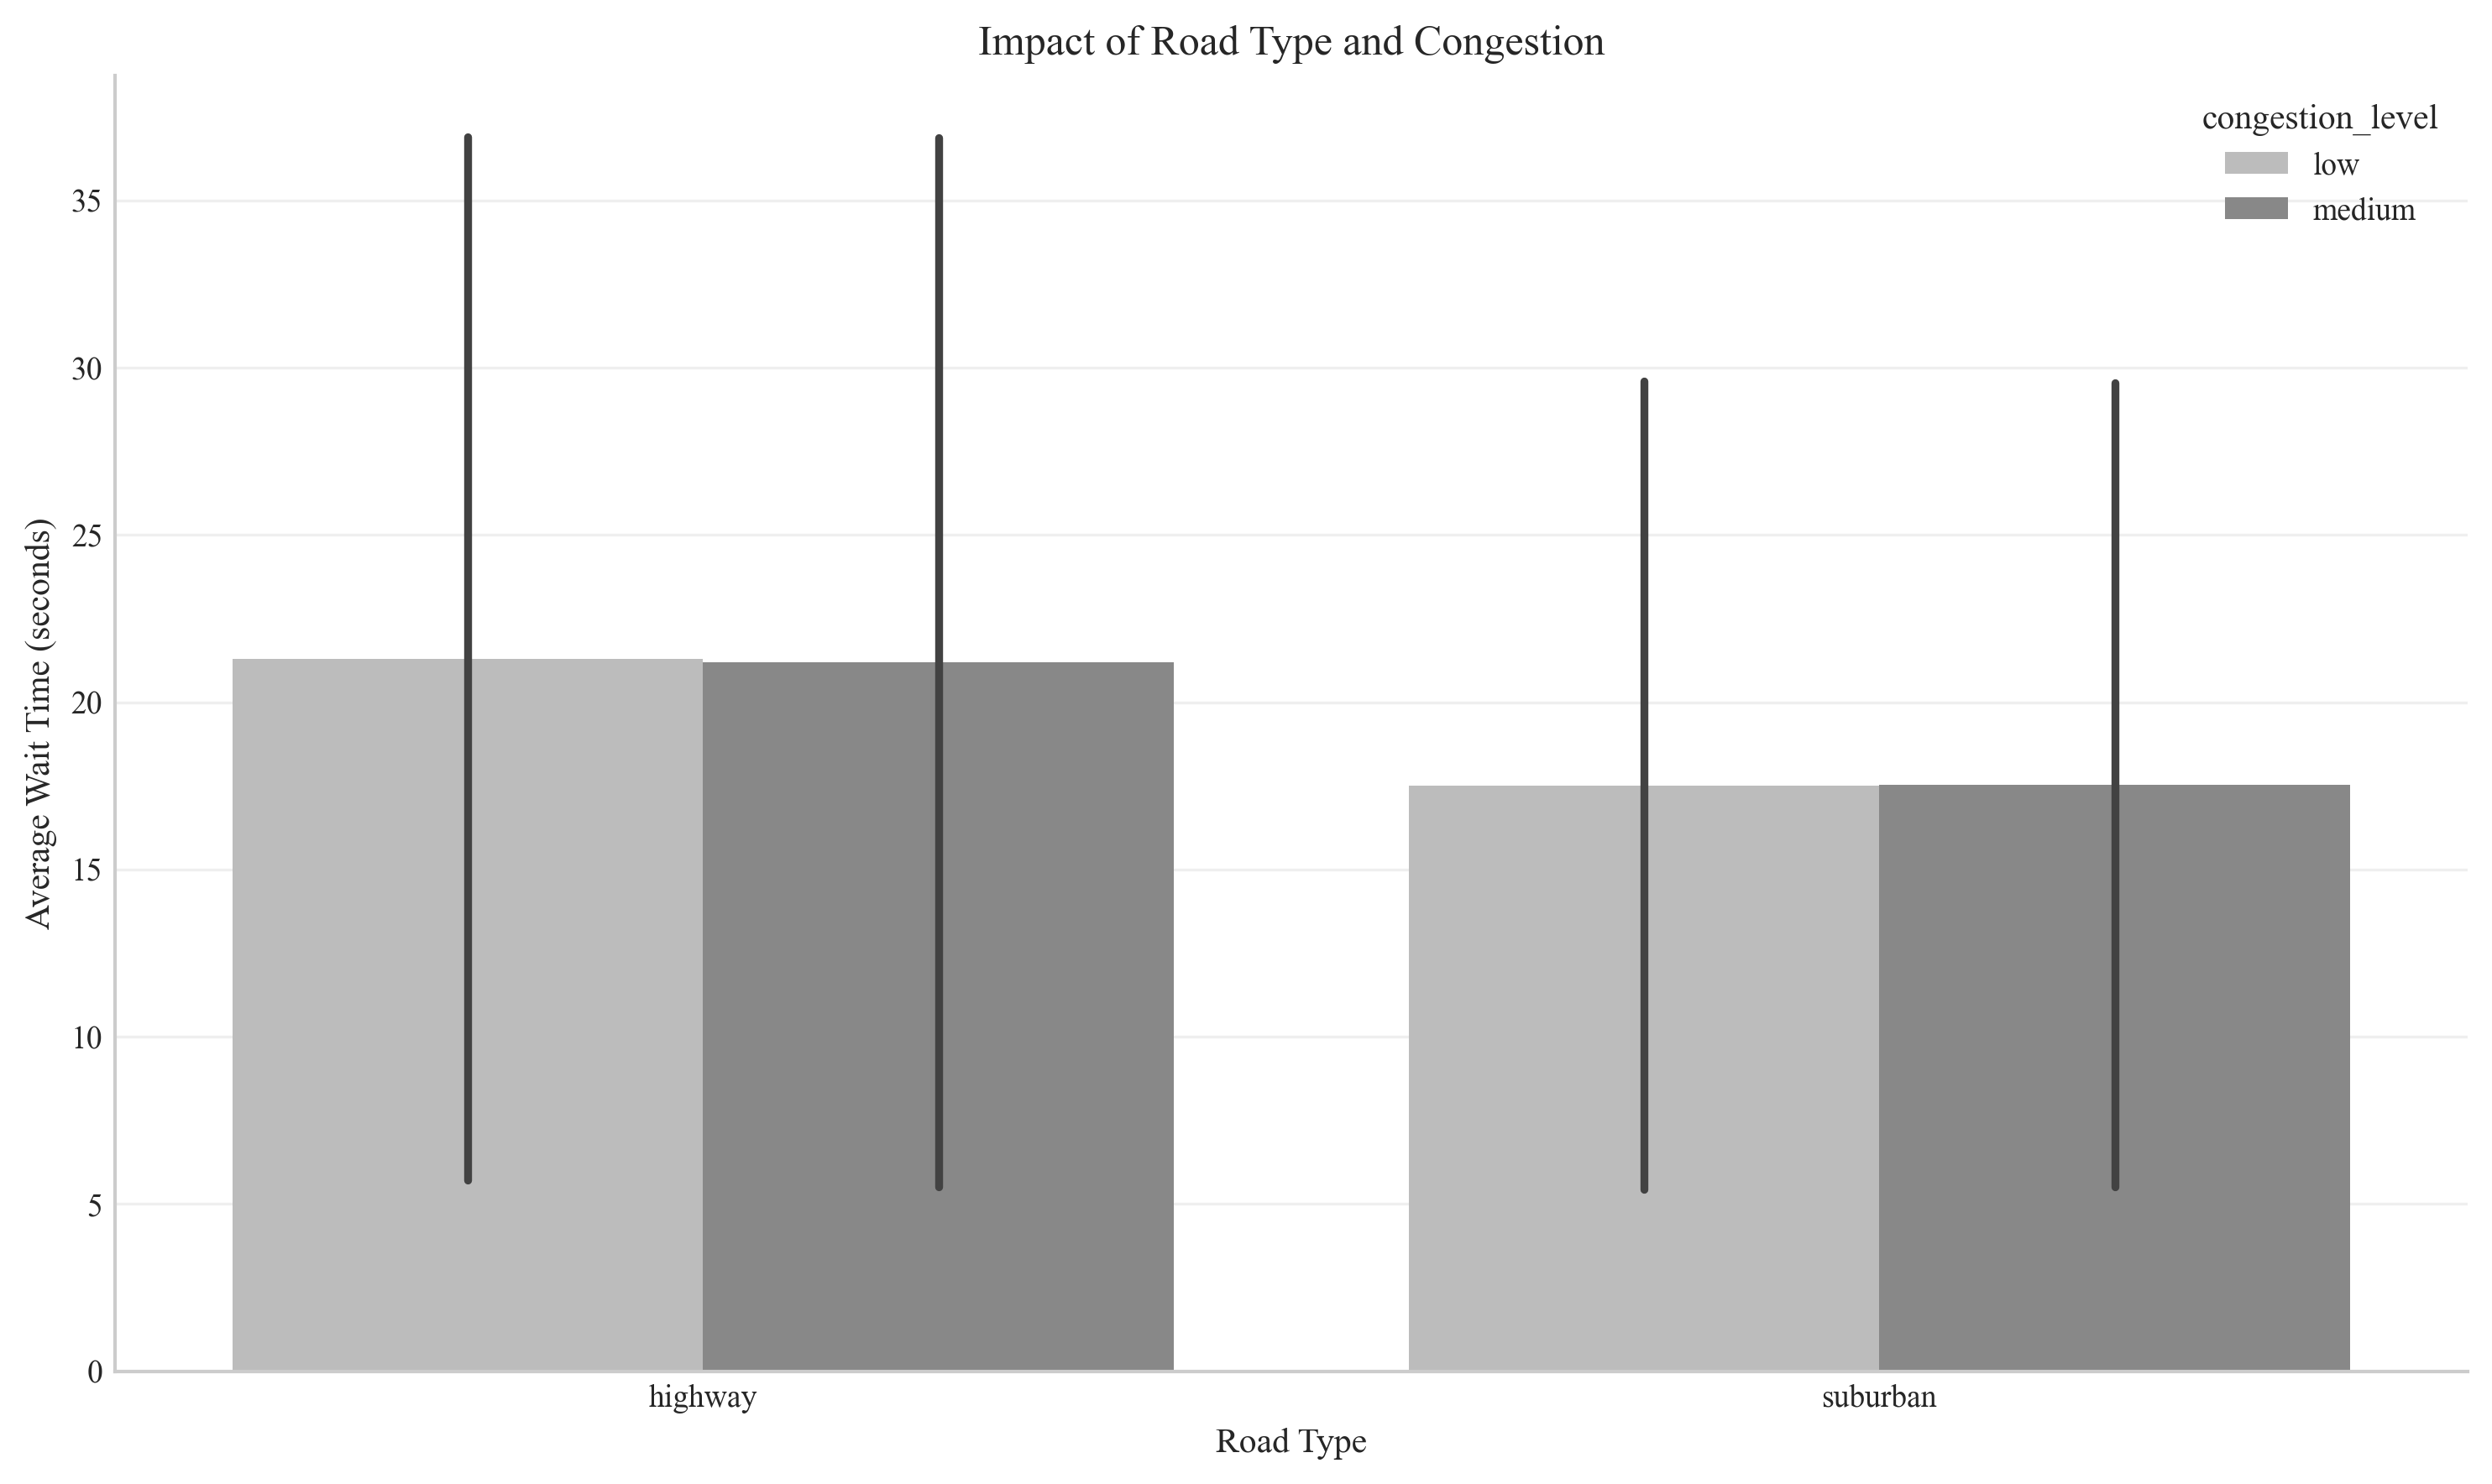 Impact of Road Type and Congestion
congestion_level
low
medium
35
30
25
20
15
10
5
0
Average Wait Time (seconds)
highway
suburban
Road Type